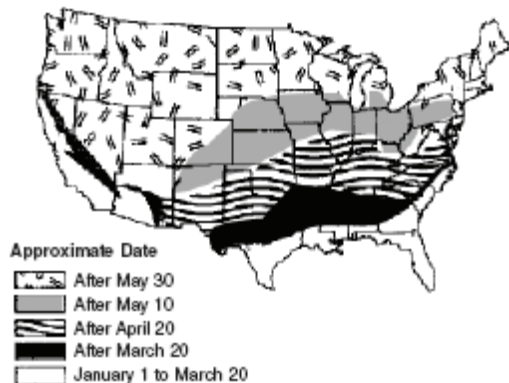 Approximate Date
After May 30
After May 10
After April 20
After March 20
January 1 to March 20